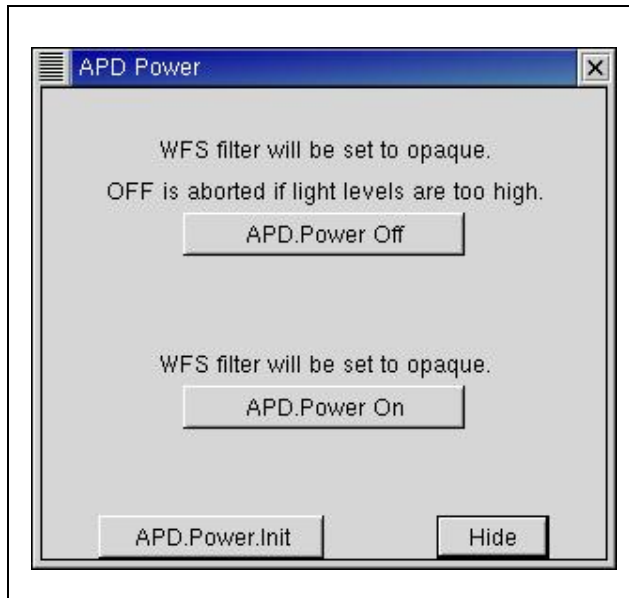 APD Power
WFS filter will be set to opaque.
OFF is aborted if light levels are too high.
APD.Power Off
WFS filter will be set to opaque.
APD.Power On
APD.Power.Init
Hide